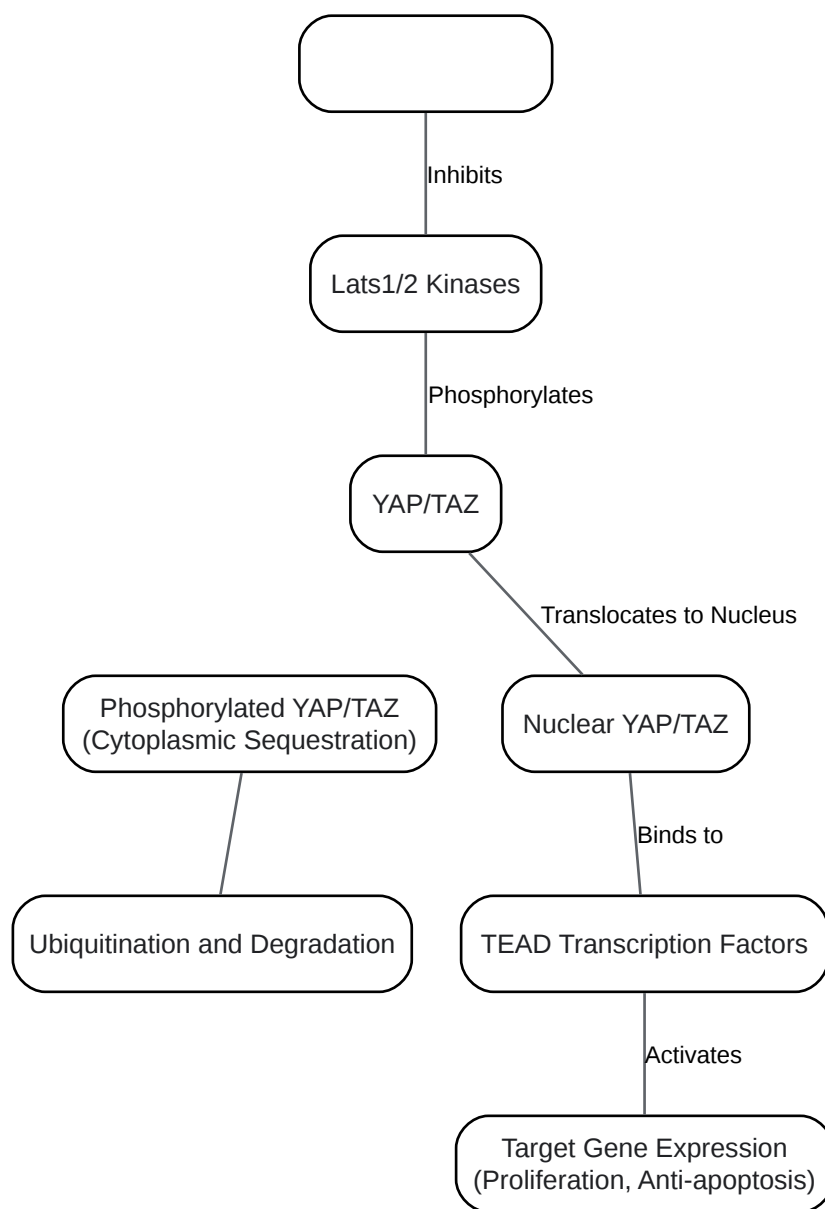 Inhibits
Lats1/2 Kinases
Phosphorylates
YAP/TAZ
Translocates to Nucleus
Phosphorylated YAP/TAZ
(Cytoplasmic Sequestration)
Nuclear YAP/TAZ
Binds to
Ubiquitination and Degradation
TEAD Transcription Factors
Activates
Target Gene Expression
(Proliferation, Anti-apoptosis)